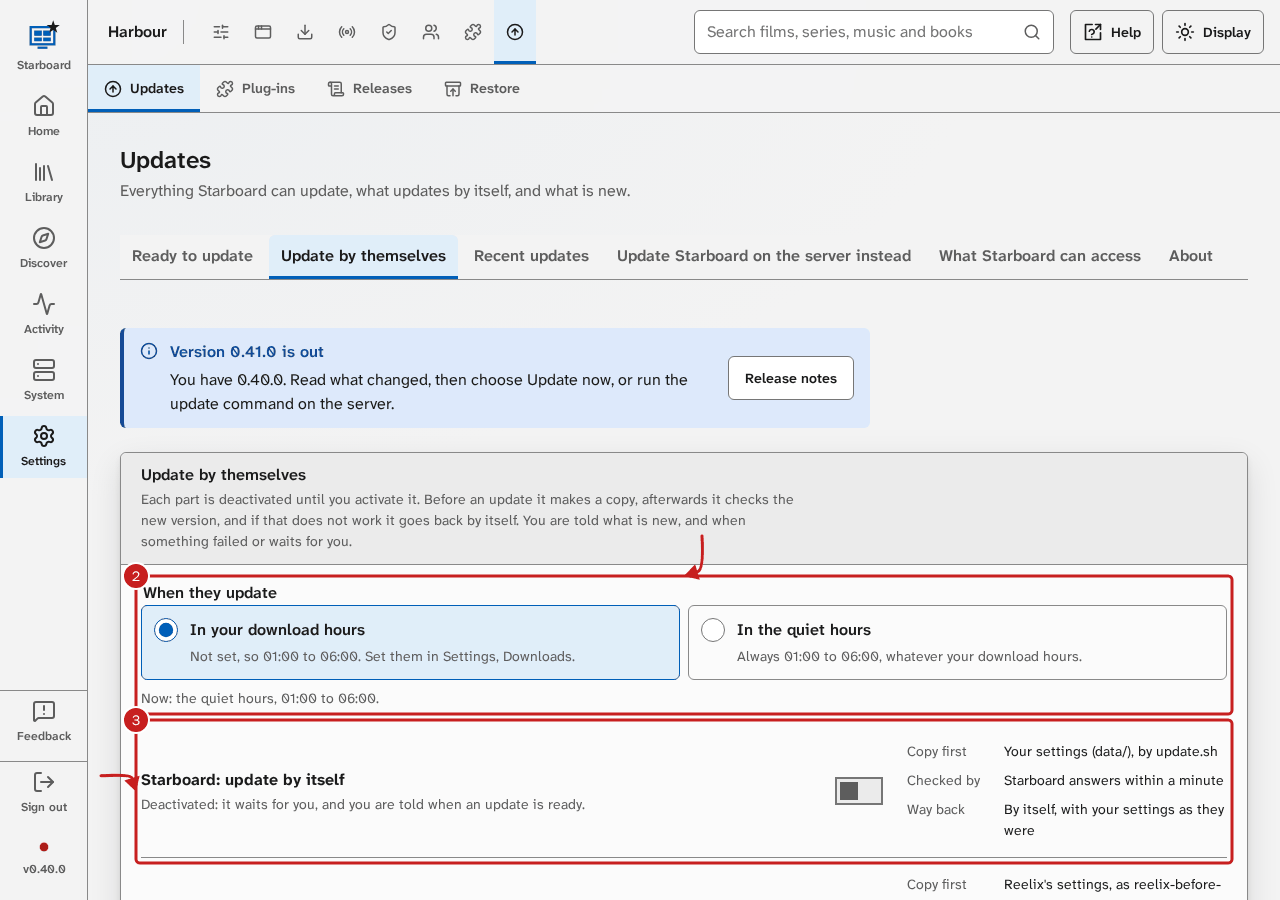 Starboard
Home
Library
Discover
Activity
System
Settings
Feedback
Sign out
v0.40.0
Harbour
Search films, series, music and books
Help
Display
Updates
Plug-ins
Releases
Restore
Updates
Everything Starboard can update, what updates by itself, and what is new.
Ready to update
Update by themselves
Recent updates
Update Starboard on the server instead
What Starboard can access
About
Version 0.41.0 is out
You have 0.40.0. Read what changed, then choose Update now, or run the
update command on the server.
Release notes
Update by themselves
Each part is deactivated until you activate it. Before an update it makes a copy, afterwards it checks the
new version, and if that does not work it goes back by itself. You are told what is new, and when
something failed or waits for you.
2
When they update
In your download hours
Not set, so 01:00 to 06:00. Set them in Settings, Downloads.
In the quiet hours
Always 01:00 to 06:00, whatever your download hours.
Now: the quiet hours, 01:00 to 06:00.
3
Starboard: update by itself
Deactivated: it waits for you, and you are told when an update is ready.
Copy first
Your settings (data/), by update.sh
Checked by
Starboard answers within a minute
Way back
By itself, with your settings as they
were
Copy first
Reelix's settings, as reelix-before-